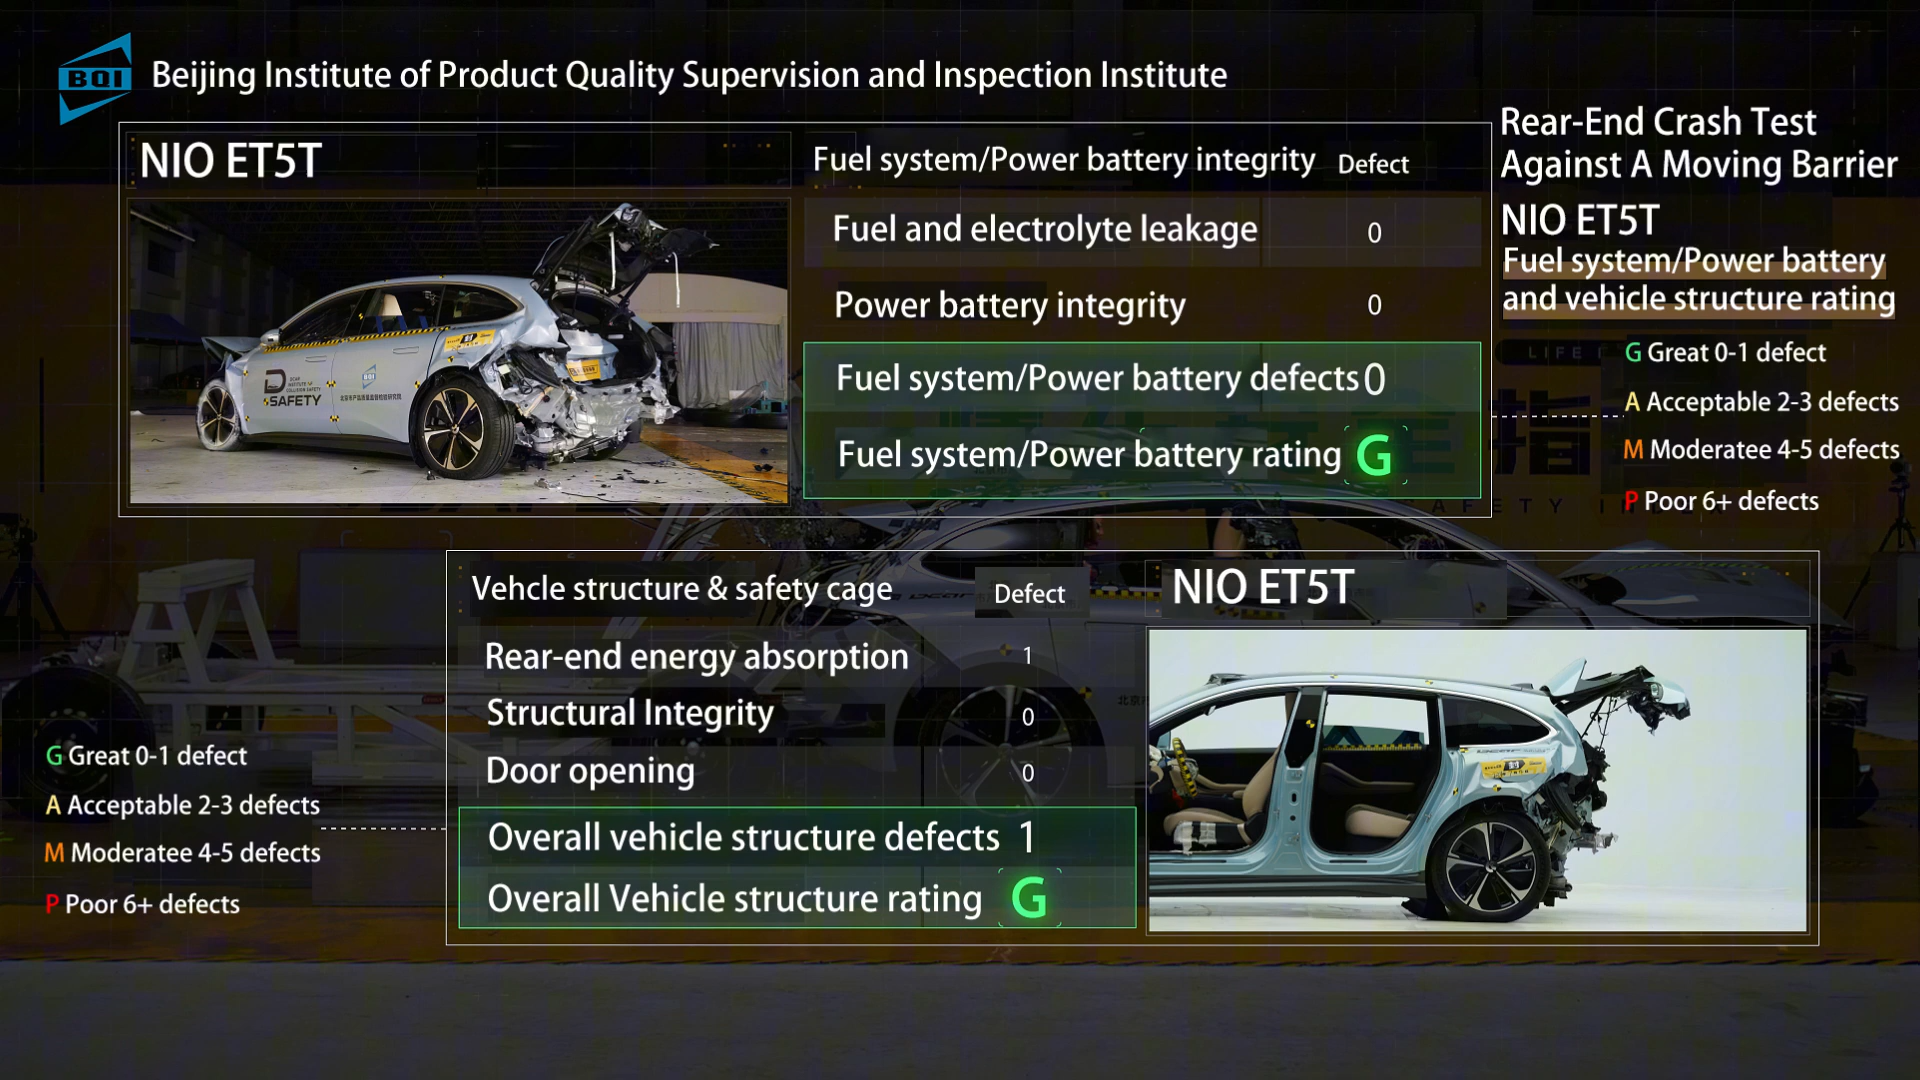 BQI
Beijing Institute of Product Quality Supervision and Inspection Institute
Rear-End Crash Test
Against A Moving Barrier
NIO ET5T
Fuel system/Power battery
and vehicle structure rating
G Great 0-1 defect
A Acceptable 2-3 defects
M Moderatee 4-5 defects
P Poor 6+ defects
NIO ET5T
SAFETY
BQI
Fuel system/Power battery integrity Defect
Fuel and electrolyte leakage 0
Power battery integrity 0
Fuel system/Power battery defects 0
Fuel system/Power battery rating G
Vehcle structure & safety cage Defect
Rear-end energy absorption 1
Structural Integrity 0
Door opening 0
Overall vehicle structure defects 1
Overall Vehicle structure rating G
NIO ET5T
G Great 0-1 defect
A Acceptable 2-3 defects
M Moderatee 4-5 defects
P Poor 6+ defects